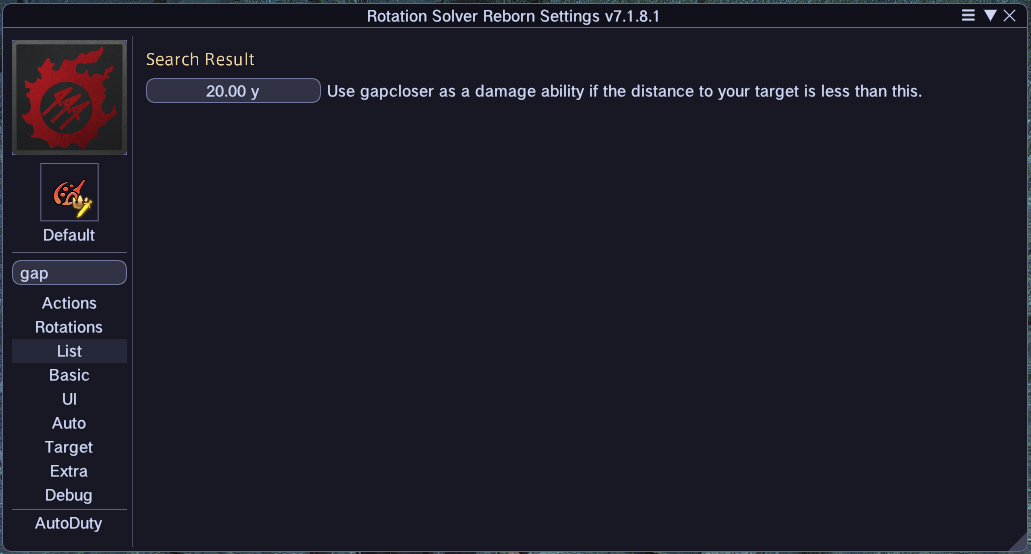 Rotation Solver Reborn Settings v7.1.8.1
Search Result
20.00 y Use gapcloser as a damage ability if the distance to your target is less than this.
Default
gap
Actions
Rotations
List
Basic
UI
Auto
Target
Extra
Debug
AutoDuty